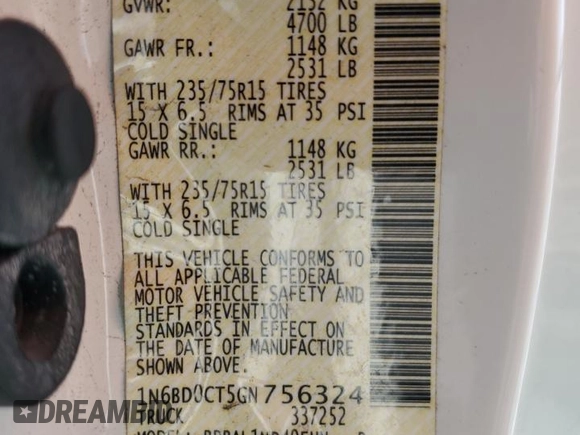 GVWR: 2132 KG
4700 LB
GAWR FR.: 1148 KG
2531 LB
WITH 235/75R15 TIRES
15 X 6.5 RIMS AT 35 PSI
COLD SINGLE
GAWR RR.: 1148 KG
2531 LB
WITH 235/75R15 TIRES
15 X 6.5 RIMS AT 35 PSI
COLD SINGLE
THIS VEHICLE CONFORMS TO
ALL APPLICABLE FEDERAL
MOTOR VEHICLE SAFETY AND
THEFT PREVENTION
STANDARDS IN EFFECT ON
THE DATE OF MANUFACTURE
SHOWN ABOVE.
1N6BD0CT5GN756324
TRUCK 337252
DREAME